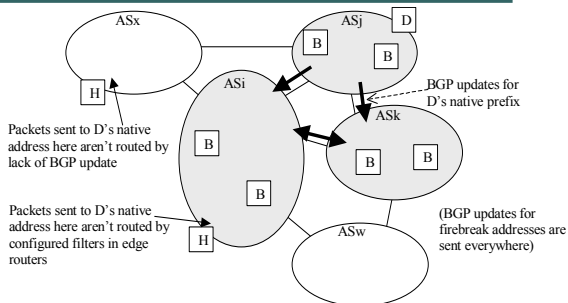 ASx
ASj
D
B
B
H
ASi
BGP updates for
D's native prefix
ASk
Packets sent to D's native
address here aren't routed by
lack of BGP update
B
B
B
B
Packets sent to D's native
address here aren't routed by
configured filters in edge
routers
H
ASw
(BGP updates for
firebreak addresses are
sent everywhere)